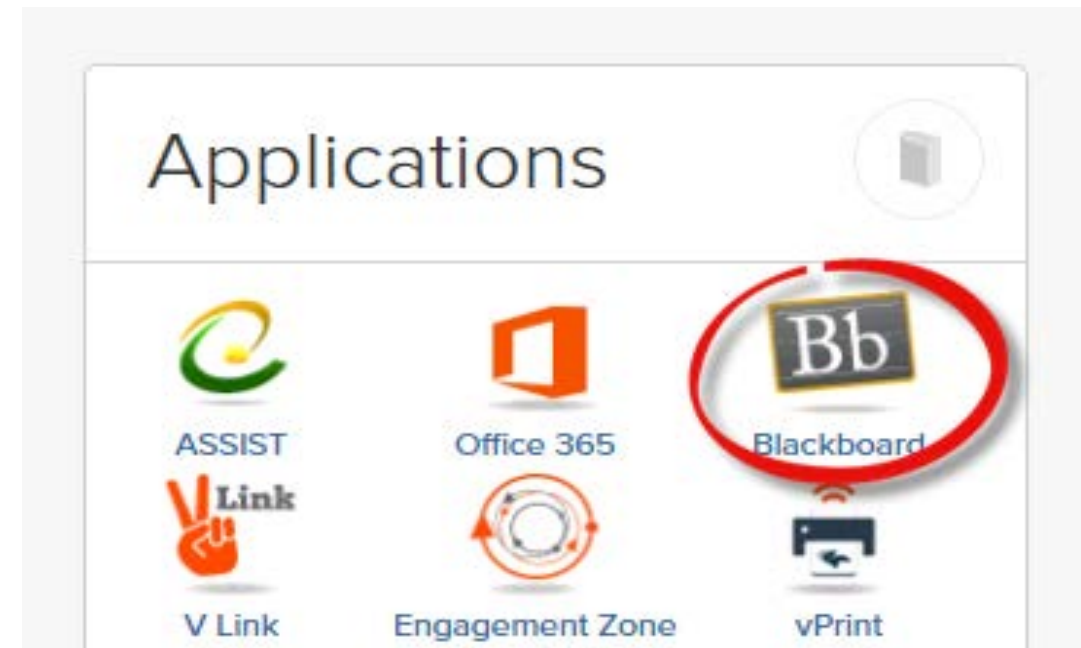 Applications
Bb
ASSIST Office 365 Blackboard
Link
V Link Engagement Zone vPrint